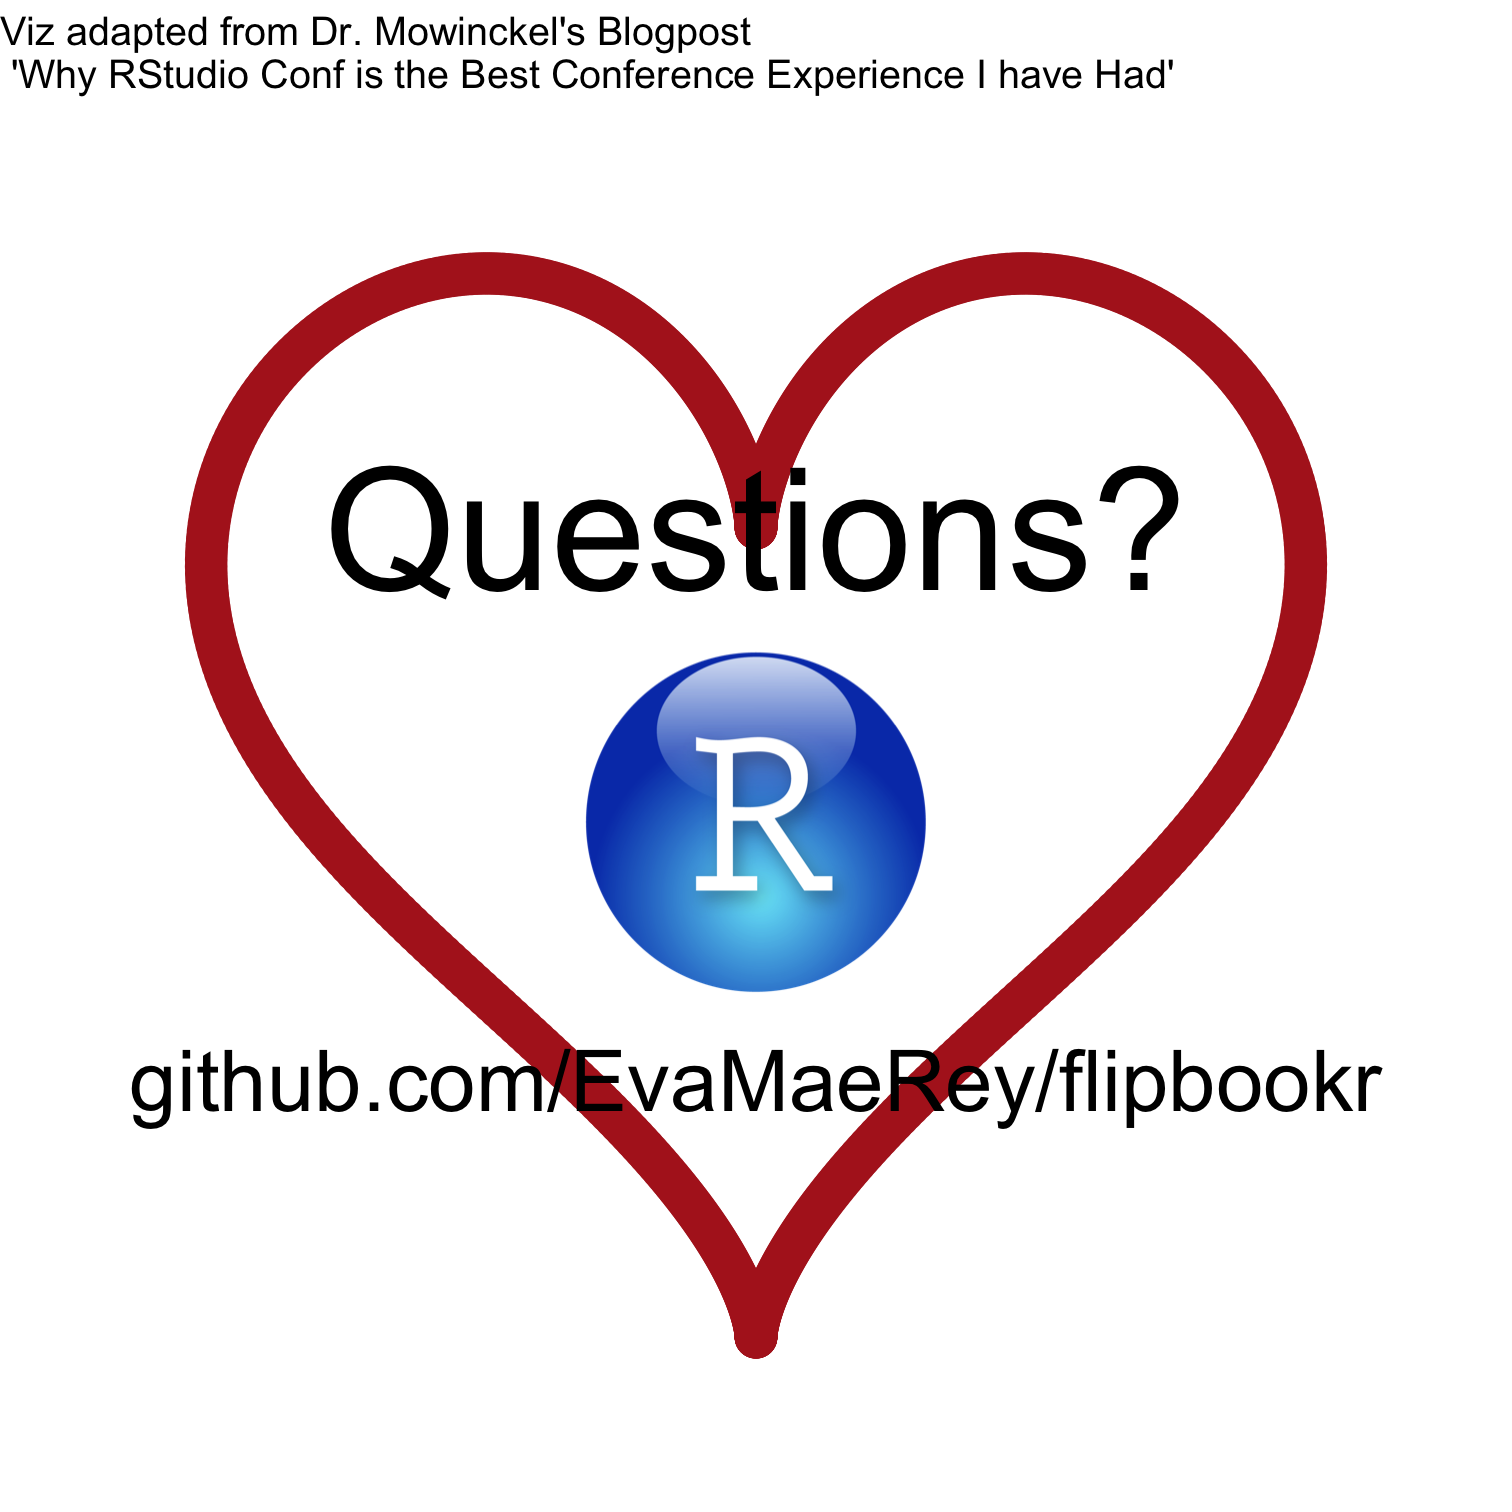 Viz adapted from Dr. Mowinckel's Blogpost
'Why RStudio Conf is the Best Conference Experience I have Had'
Questions?
R
github.com/EvaMaeRey/flipbookr